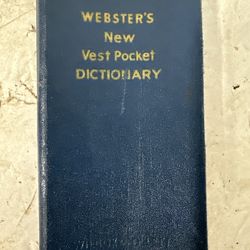 WEBSTER'S
New
Vest Pocket
DICTIONARY